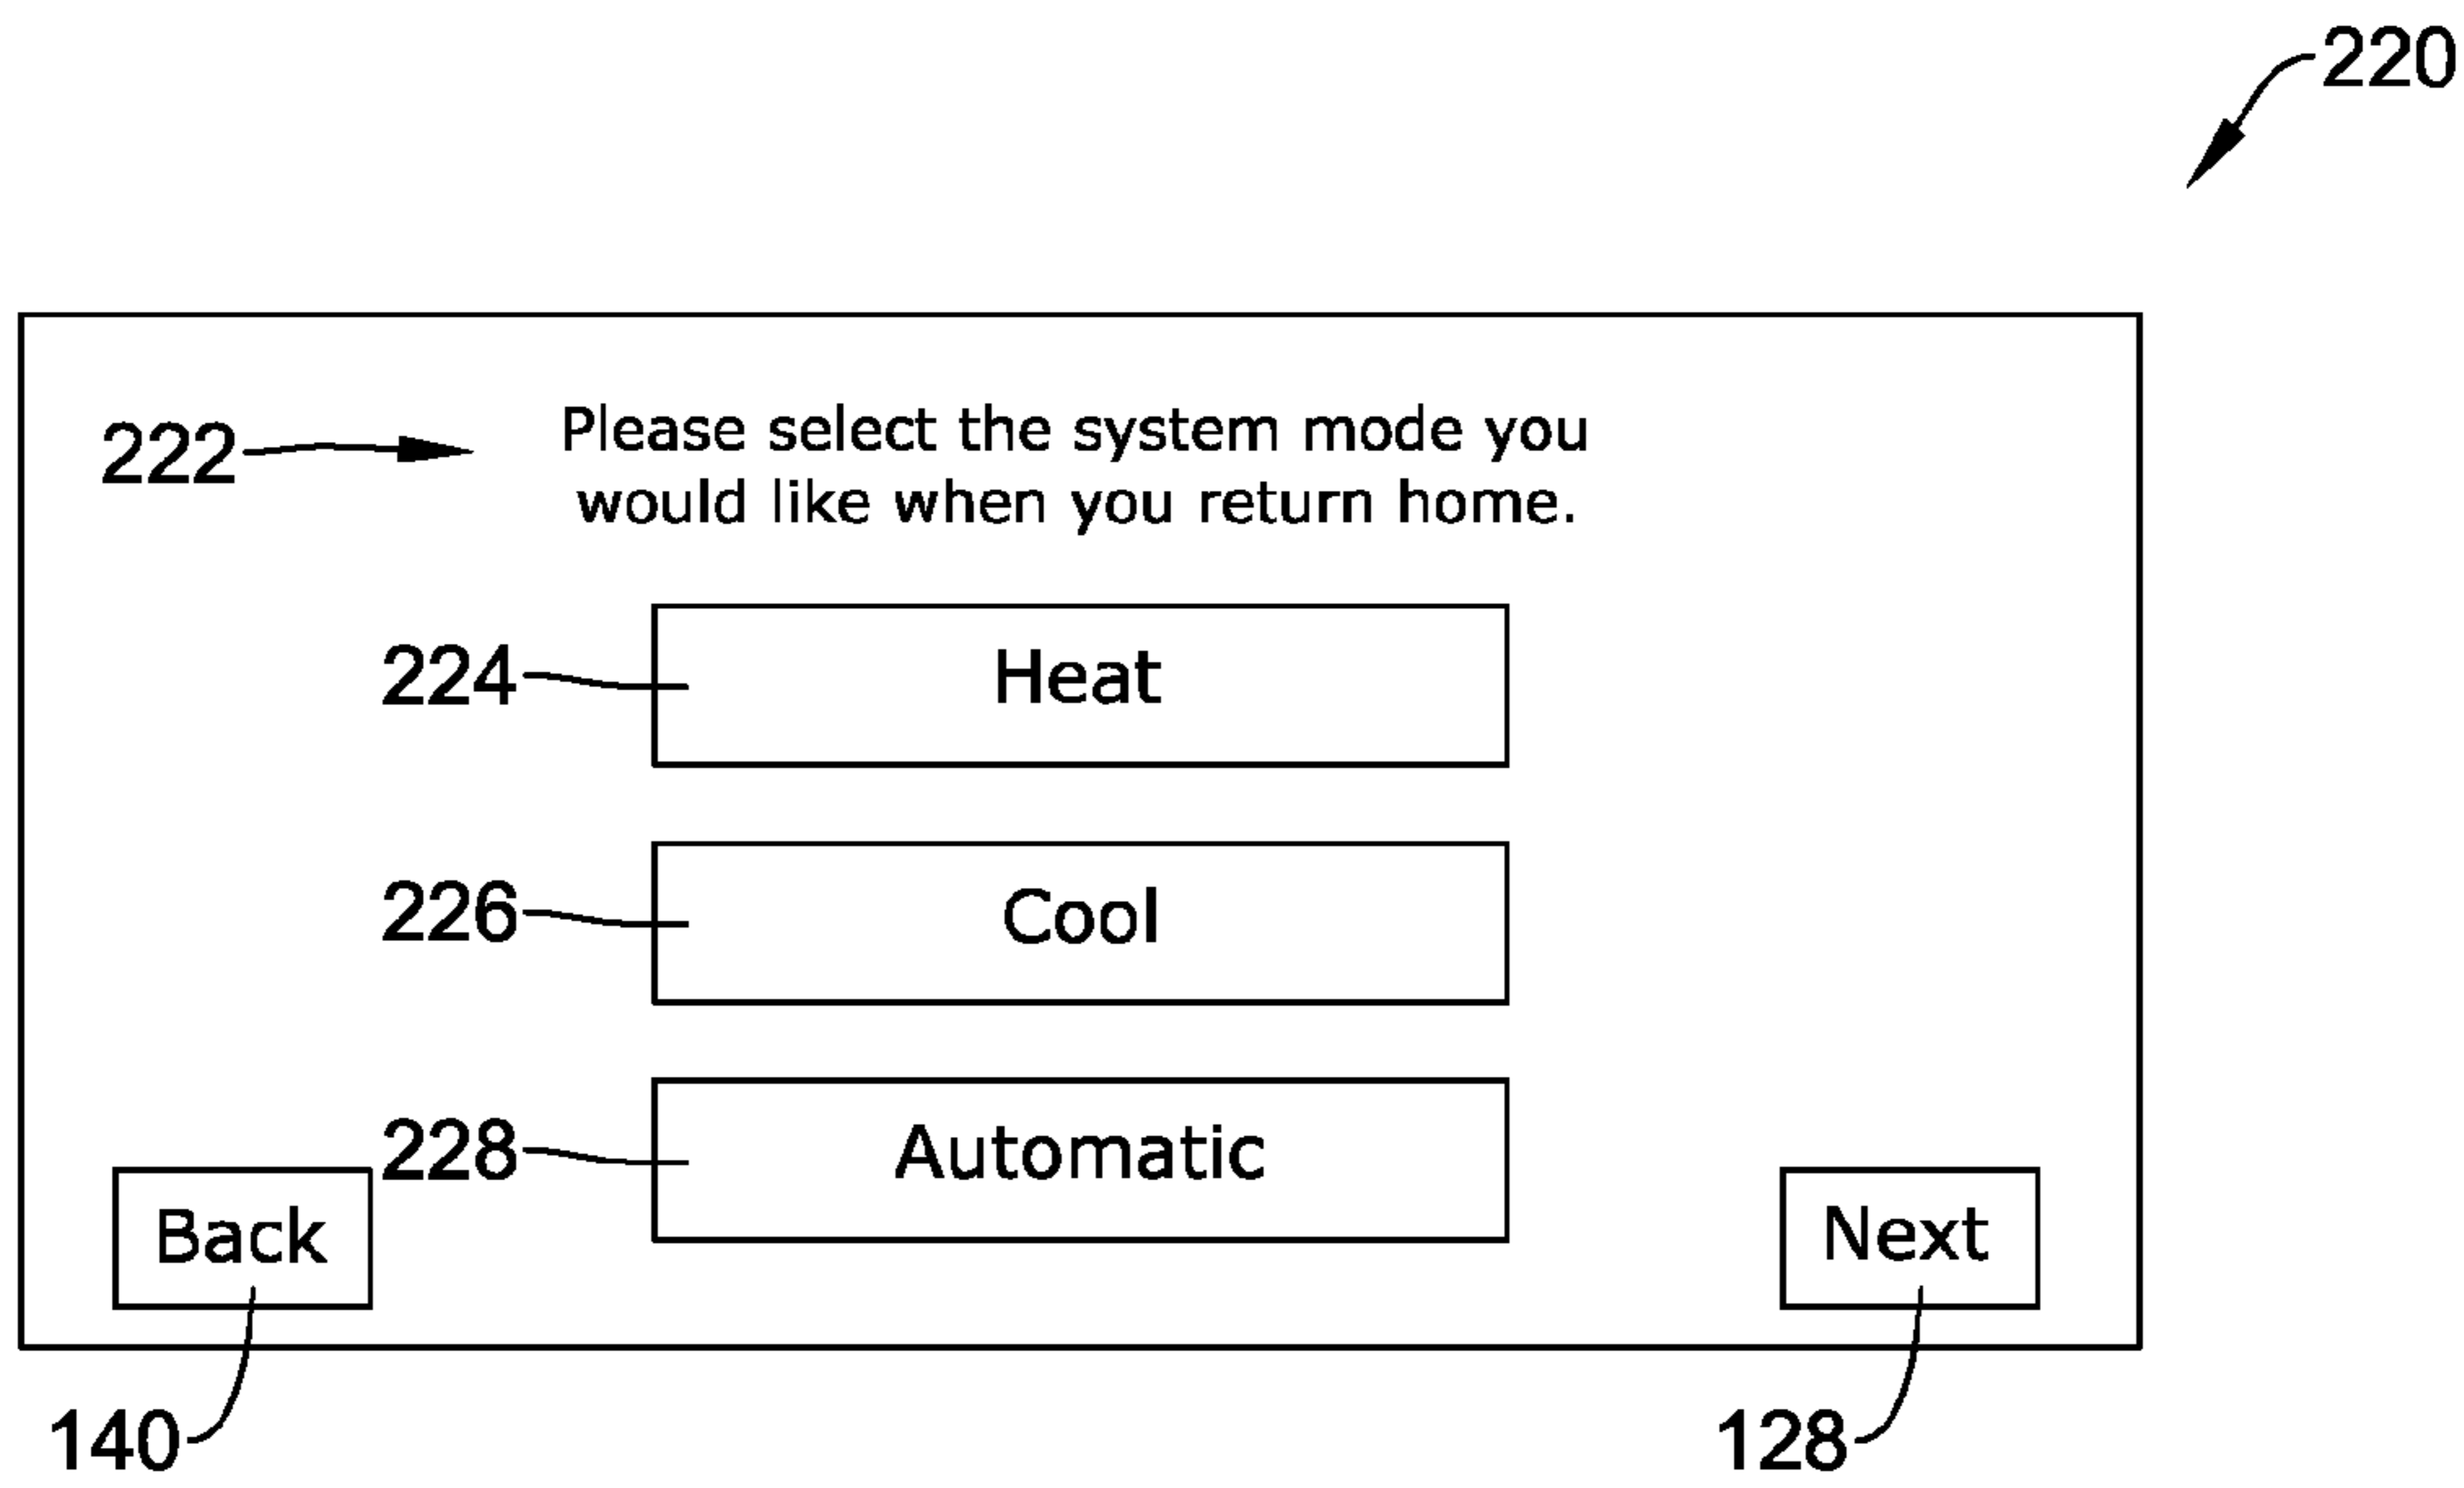 220
222
Please select the system mode you
would like when you return home.
224
Heat
226
Cool
228
Automatic
Back
Next
140
128